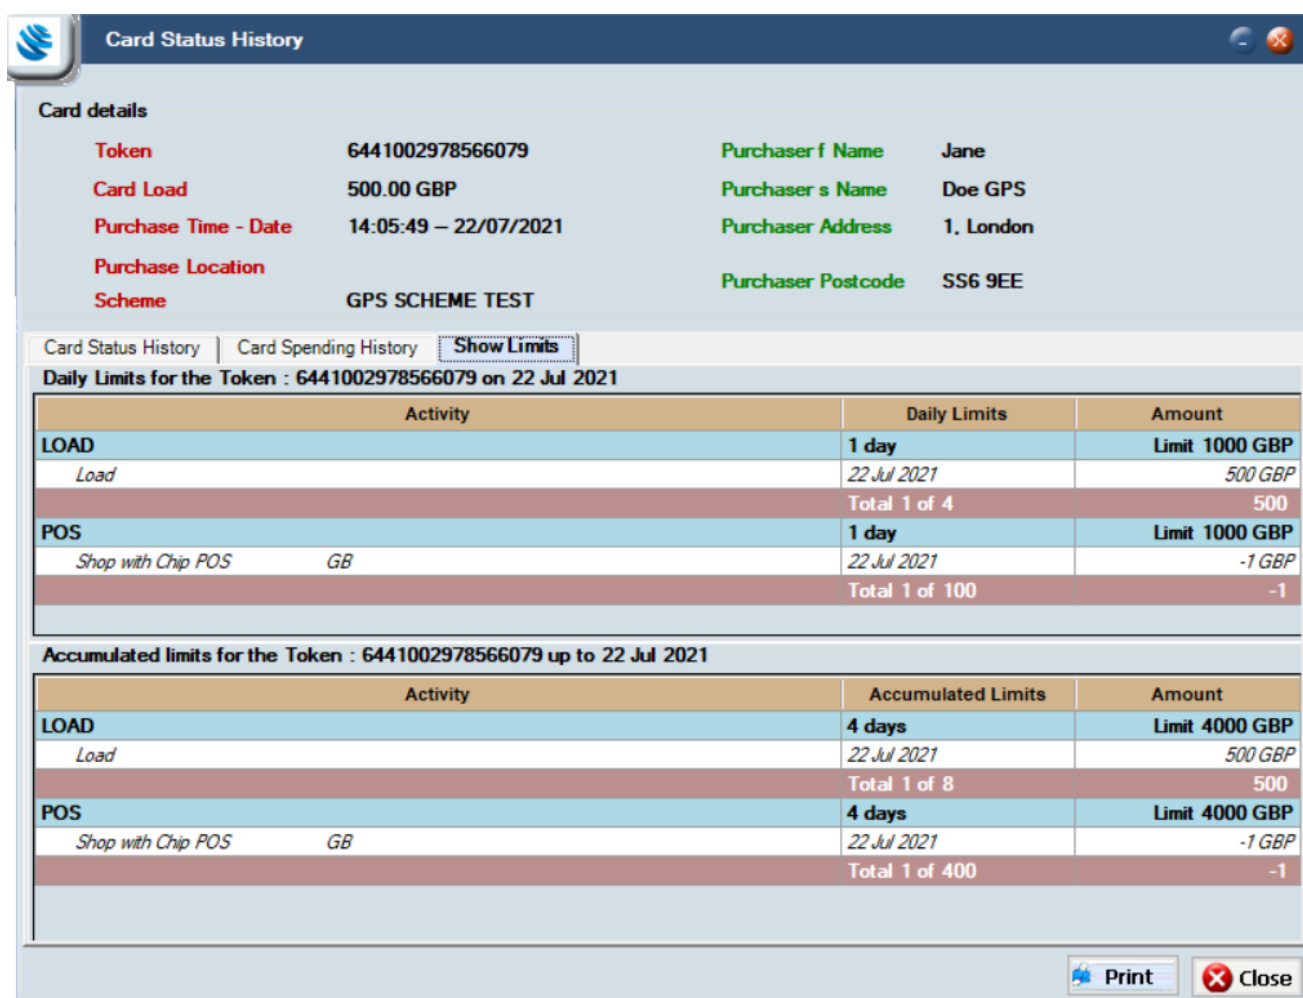 Card Status History
Card details
Token 6441002978566079 Purchaser f Name Jane
Card Load 500.00 GBP Purchaser s Name Doe GPS
Purchase Time - Date 14:05:49 – 22/07/2021 Purchaser Address 1, London
Purchase Location
Purchaser Postcode SS6 9EE
Scheme GPS SCHEME TEST
Card Status History Card Spending History Show Limits
Daily Limits for the Token : 6441002978566079 on 22 Jul 2021
Activity Daily Limits Amount
LOAD 1 day Limit 1000 GBP
Load 22 Jul 2021 500 GBP
Total 1 of 4 500
POS 1 day Limit 1000 GBP
Shop with Chip POS GB 22 Jul 2021 -1 GBP
Total 1 of 100 -1
Accumulated limits for the Token : 6441002978566079 up to 22 Jul 2021
Activity Accumulated Limits Amount
LOAD 4 days Limit 4000 GBP
Load 22 Jul 2021 500 GBP
Total 1 of 8 500
POS 4 days Limit 4000 GBP
Shop with Chip POS GB 22 Jul 2021 -1 GBP
Total 1 of 400 -1
Print Close